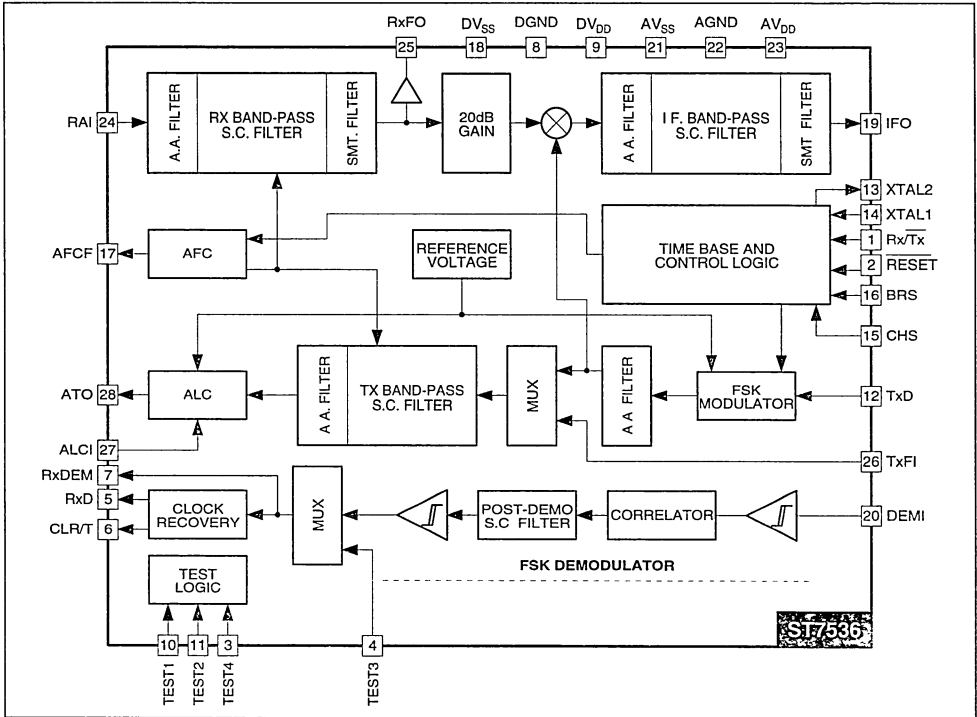 RxFO DVSS DGND DVDD AVSS AGND AVDD
25 18 8 9 21 22 23
RAI 24
A.A. FILTER
RX BAND-PASS
S.C. FILTER
SMT. FILTER
20dB
GAIN
A A. FILTER
I F. BAND-PASS
S.C. FILTER
SMT FILTER
19 IFO
13 XTAL2
14 XTAL1
1 Rx/Tx
2 RESET
16 BRS
15 CHS
AFCF 17
AFC
REFERENCE
VOLTAGE
TIME BASE AND
CONTROL LOGIC
ATO 28
ALC
A A. FILTER
TX BAND-PASS
S.C. FILTER
MUX
A A FILTER
FSK
MODULATOR
12 TxD
ALCI 27
26 TxFI
RxDEM 7
RxD 5
CLR/T 6
CLOCK
RECOVERY
MUX
POST-DEMO
S.C FILTER
CORRELATOR
20 DEMI
FSK DEMODULATOR
TEST
LOGIC
10 11 3 4
TEST1 TEST2 TEST4 TEST3
ST7536